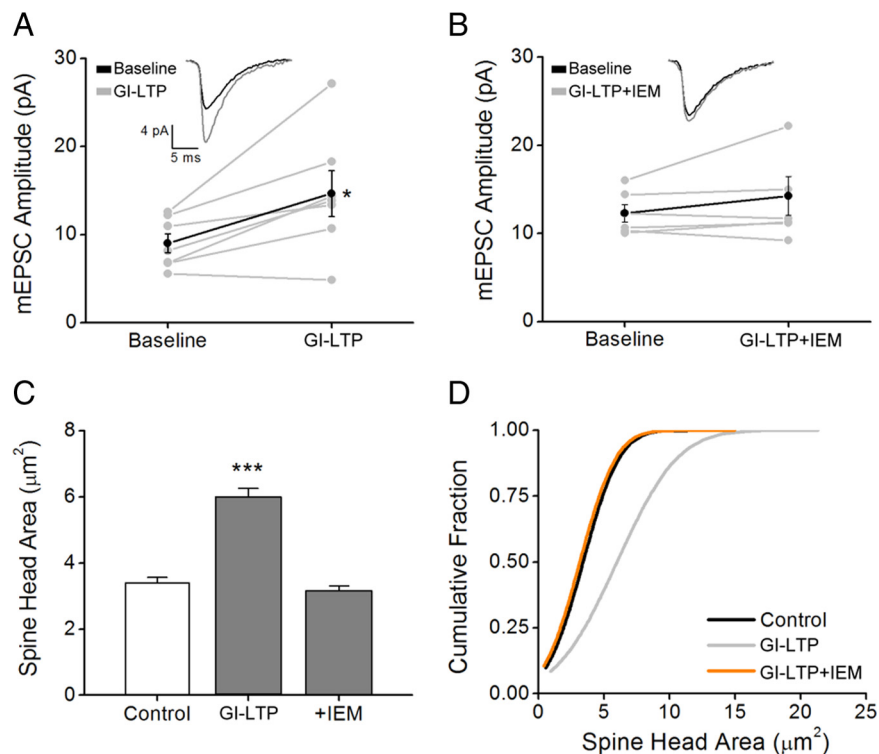 A
mEPSC Amplitude (pA)
30
20
10
0
Baseline
GI-LTP
4 pA
5 ms
*
Baseline
GI-LTP
B
mEPSC Amplitude (pA)
30
20
10
0
Baseline
GI-LTP+IEM
Baseline
GI-LTP+IEM
C
Spine Head Area (μm²)
8
6
4
2
0
***
Control
GI-LTP
+IEM
D
Cumulative Fraction
1.00
0.75
0.50
0.25
0.00
Control
GI-LTP
GI-LTP+IEM
0
5
10
15
20
25
Spine Head Area (μm²)